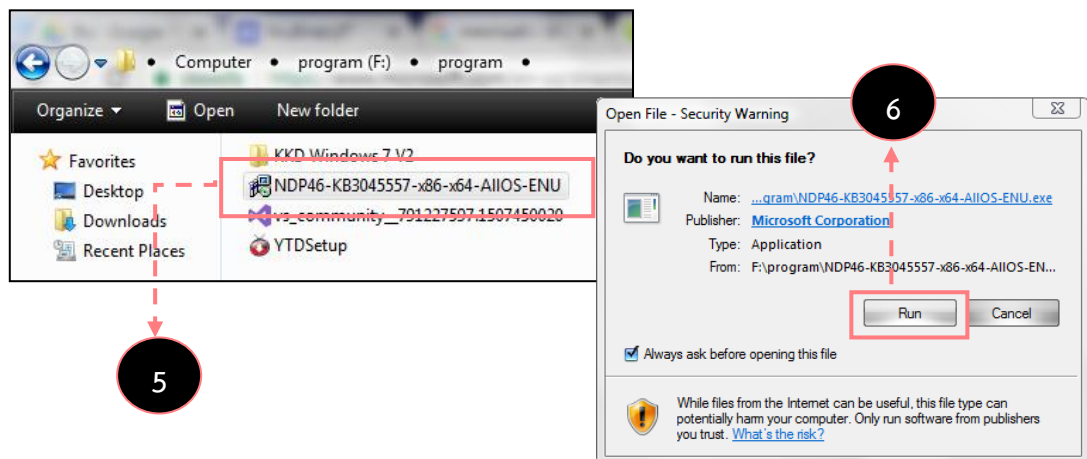 Computer • program (F:) • program •
Organize Open New folder
Favorites
Desktop
Downloads
Recent Places
KKD Windows 7 V2
NDP46-KB3045557-x86-x64-AllOS-ENU
vs_community__791227597.1507450020
YTDSetup
5
6
Open File - Security Warning
Do you want to run this file?
Name: ...gram\NDP46-KB3045557-x86-x64-AllOS-ENU.exe
Publisher: Microsoft Corporation
Type: Application
From: F:\program\NDP46-KB3045557-x86-x64-AllOS-EN...
Run Cancel
Always ask before opening this file
While files from the Internet can be useful, this file type can
potentially harm your computer. Only run software from publishers
you trust. What's the risk?